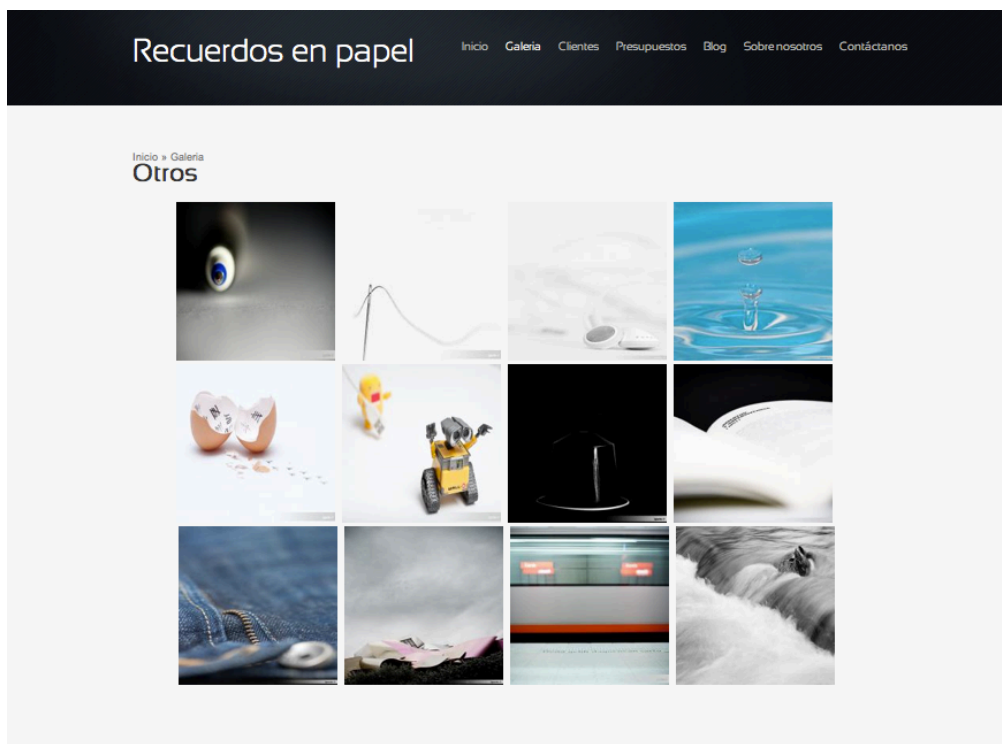 Recuerdos en papel
Inicio Galeria Clientes Presupuestos Blog Sobre nosotros Contáctanos
Inicio » Galeria
Otros